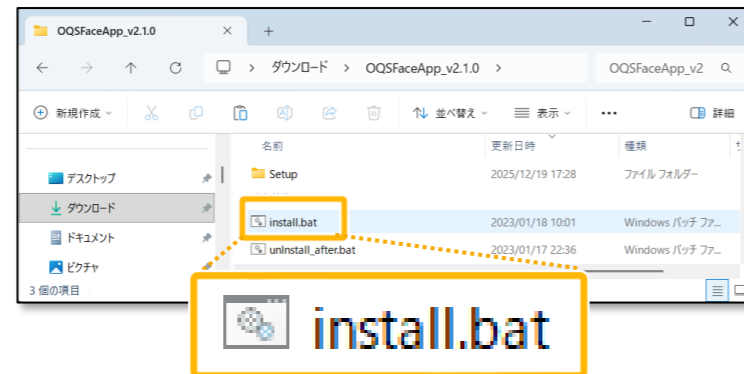 OQSFaceApp_v2.1.0
ダウンロード > OQSFaceApp_v2.1.0 >
OQSFaceApp_v2
新規作成
並べ替え
表示
詳細
名前 更新日時 種類
デスクトップ
ダウンロード
ドキュメント
ピクチャ
Setup 2025/12/19 17:28 ファイル フォルダー
install.bat 2023/01/18 10:01 Windows バッチ ファ...
unInstall_after.bat 2023/01/17 22:36 Windows バッチ ファ...
3 個の項目
install.bat